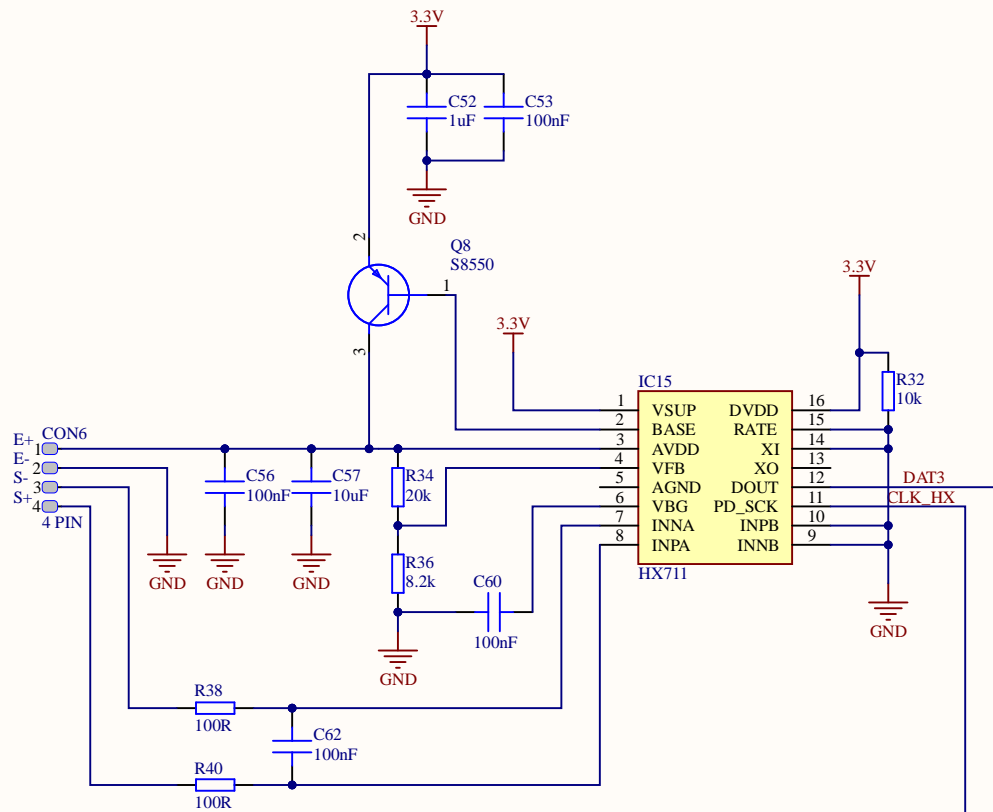 3.3V
C52
1uF
C53
100nF
GND
2
Q8
S8550
1
3
3.3V
3.3V
IC15
R32
10k
1 VSUP DVDD 16
2 BASE RATE 15
3 AVDD XI 14
4 VFB XO 13
5 AGND DOUT 12 DAT3
6 VBG PD_SCK 11 CLK_HX
7 INNA INPB 10
8 INPA INNB 9
HX711
GND
CON6
E+ 1
E- 2
S- 3
S+ 4
4 PIN
C56
100nF
C57
10uF
R34
20k
R36
8.2k
C60
100nF
GND
GND
GND
GND
R38
100R
C62
100nF
R40
100R